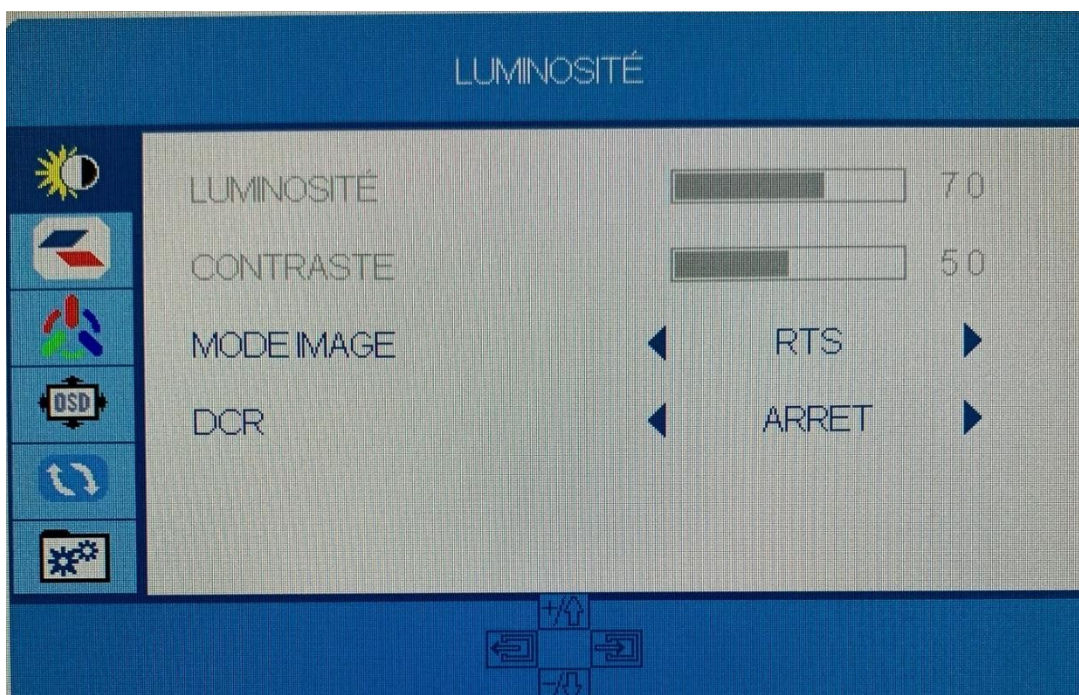 LUMINOSITÉ
LUMINOSITÉ 70
CONTRASTE 50
MODE IMAGE RTS
DCR ARRET
OSD